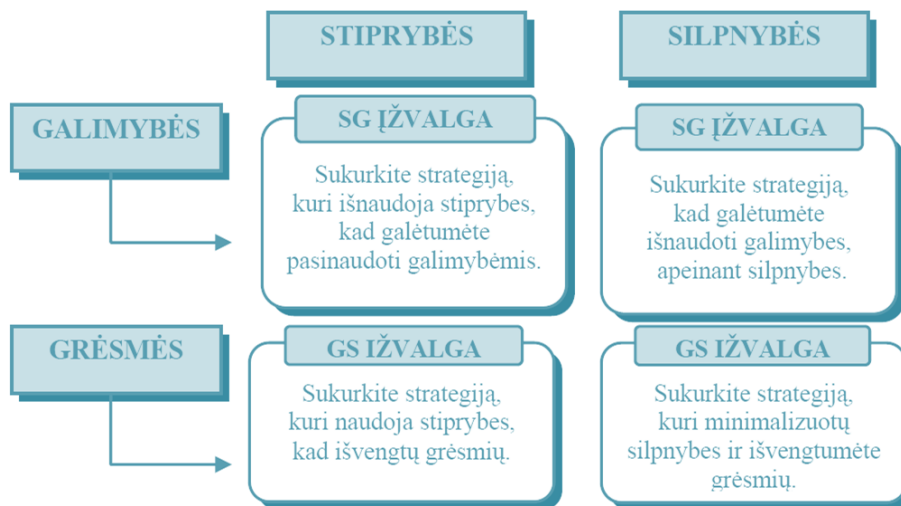 STIPRYBĖS
SILPNYBĖS
GALIMYBĖS
SG ĮŽVALGA
Sukurkite strategiją,
kuri išnaudoja stiprybes,
kad galėtumėte
pasinaudoti galimybėmis.
SG ĮŽVALGA
Sukurkite strategiją,
kad galėtumėte
išnaudoti galimybes,
apeinant silpnybes.
GRĖSMĖS
GS IŽVALGA
Sukurkite strategiją,
kuri naudoja stiprybes,
kad išvengtų grėsmių.
GS IŽVALGA
Sukurkite strategiją,
kuri minimalizuotų
silpnybes ir išvengtumėte
grėsmių.